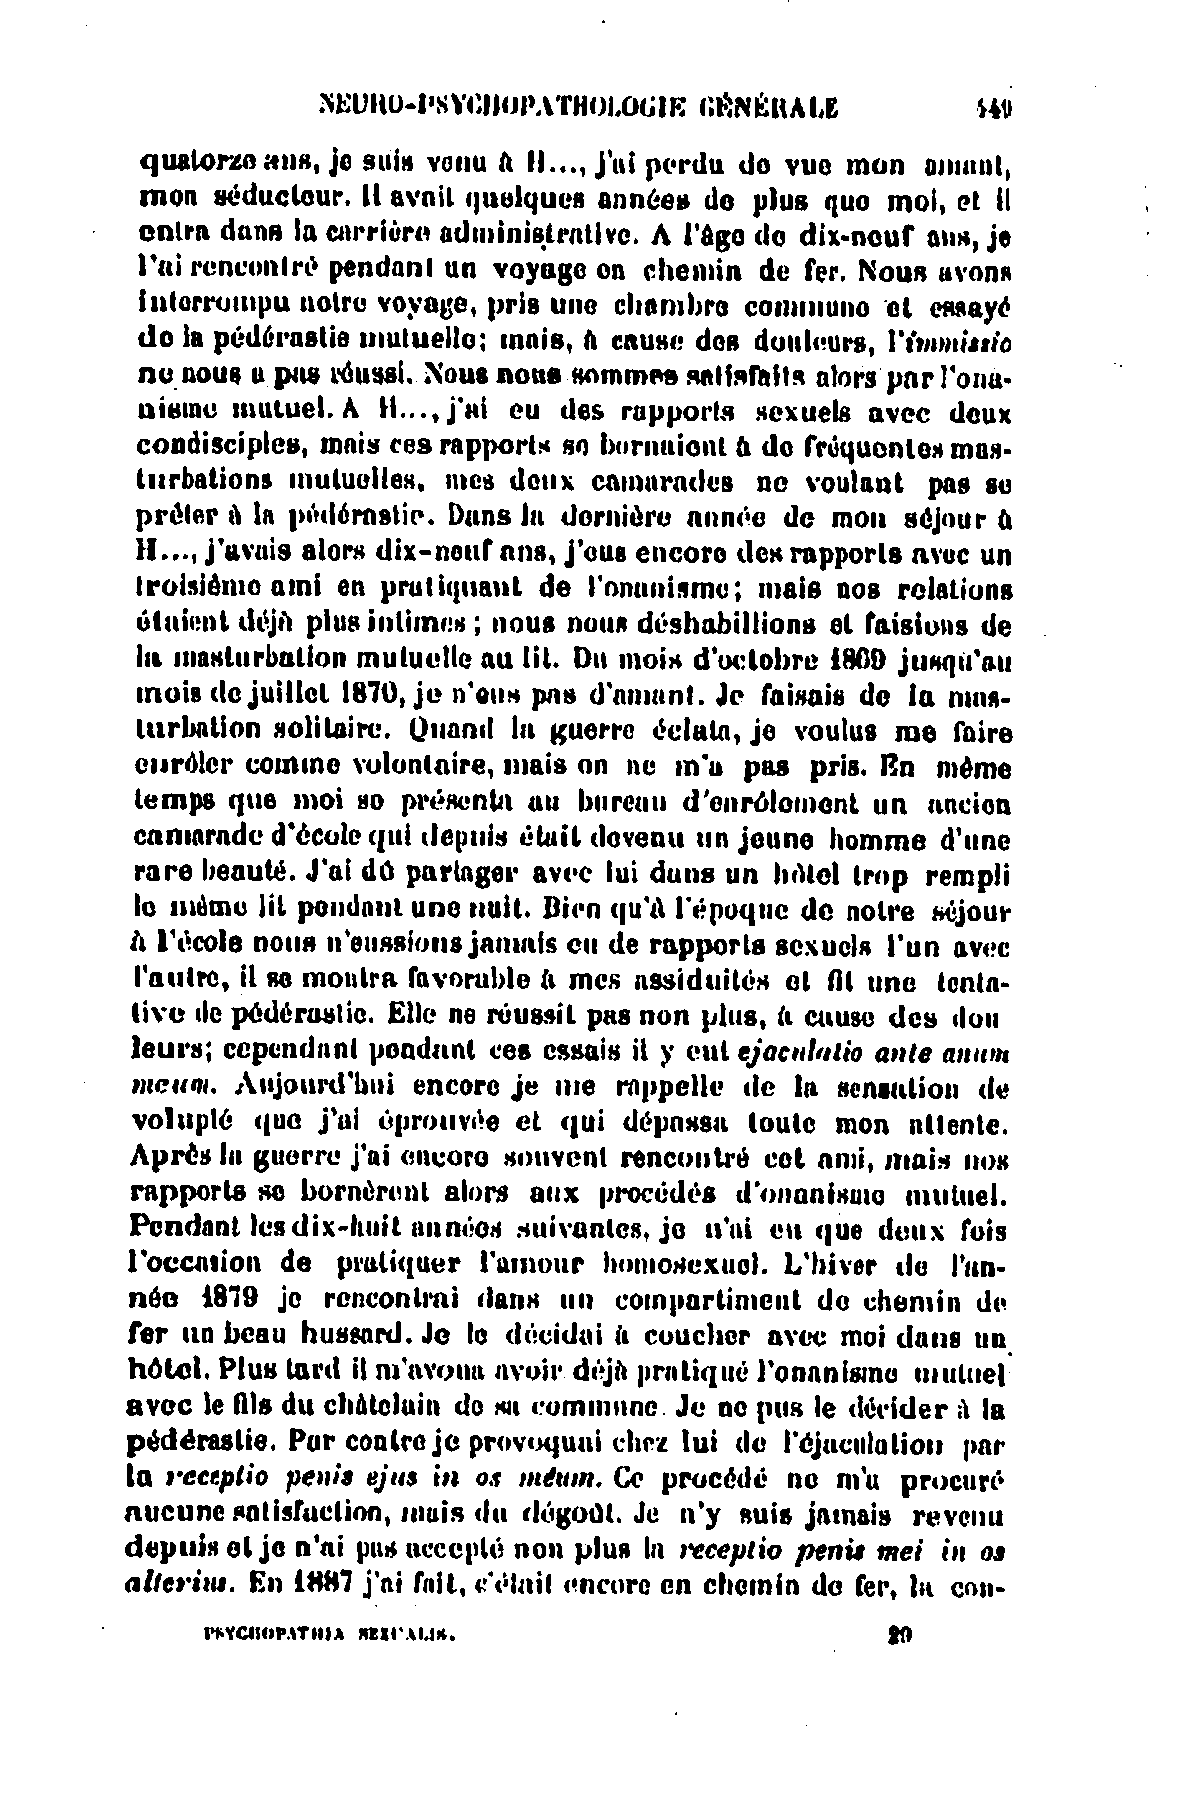 NEURO-PSYCHOPATHOLOGIE GÉNÉRALE 449
quatorze ans, je suis venu à H..., j'ai perdu de vue mon amant,
mon séducteur. Il avait quelques années de plus que moi, et il
entra dans la carrière administrative. A l'âge de dix-neuf ans, je
l'ai rencontré pendant un voyage en chemin de fer. Nous avons
interrompu notre voyage, pris une chambre commune et essayé
de la pédérastie mutuelle; mais, à cause des douleurs, l'immissio
ne nous a pas réussi. Nous nous sommes satisfaits alors par l'ona-
nisme mutuel. A H..., j'ai eu des rapports sexuels avec deux
condisciples, mais ces rapports se bornaient à de fréquentes mas-
turbations mutuelles, mes deux camarades ne voulant pas se
prêter à la pédérastie. Dans la dernière année de mon séjour à
H..., j'avais alors dix-neuf ans, j'eus encore des rapports avec un
troisième ami en pratiquant de l'onanisme; mais nos relations
étaient déjà plus intimes; nous nous déshabillions et faisions de
la masturbation mutuelle au lit. Du mois d'octobre 1869 jusqu'au
mois de juillet 1870, je n'eus pas d'amant. Je faisais de la mas-
turbation solitaire. Quand la guerre éclata, je voulus me faire
enrôler comme volontaire, mais on ne m'a pas pris. En même
temps que moi se présenta au bureau d'enrôlement un ancien
camarade d'école qui depuis était devenu un jeune homme d'une
rare beauté. J'ai dû partager avec lui dans un hôtel trop rempli
le même lit pendant une nuit. Bien qu'à l'époque de notre séjour
à l'école nous n'eussions jamais eu de rapports sexuels l'un avec
l'autre, il se montra favorable à mes assiduités et fit une tenta-
tive de pédérastie. Elle ne réussit pas non plus, à cause des dou
leurs; cependant pendant ces essais il y eut ejaculatio ante anum
meum. Aujourd'hui encore je me rappelle de la sensation de
volupté que j'ai éprouvée et qui dépassa toute mon attente.
Après la guerre j'ai encore souvent rencontré cet ami, mais nos
rapports se bornèrent alors aux procédés d'onanisme mutuel.
Pendant les dix-huit années suivantes, je n'ai eu que deux fois
l'occasion de pratiquer l'amour homosexuel. L'hiver de l'an-
née 1879 je rencontrai dans un compartiment de chemin de
fer un beau hussard. Je le décidai à coucher avec moi dans un
hôtel. Plus tard il m'avoua avoir déjà pratiqué l'onanisme mutuel
avec le fils du châtelain de sa commune. Je ne pus le décider à la
pédérastie. Par contre je provoquai chez lui de l'éjaculation par
la receptio penis ejus in os méum. Ce procédé ne m'a procuré
aucune satisfaction, mais du dégoût. Je n'y suis jamais revenu
depuis et je n'ai pas accepté non plus la receptio penis mei in os
alterius. En 1887 j'ai fait, c'était encore en chemin de fer, la con-
PSYCHOPATHIA SEXUALIS. 29